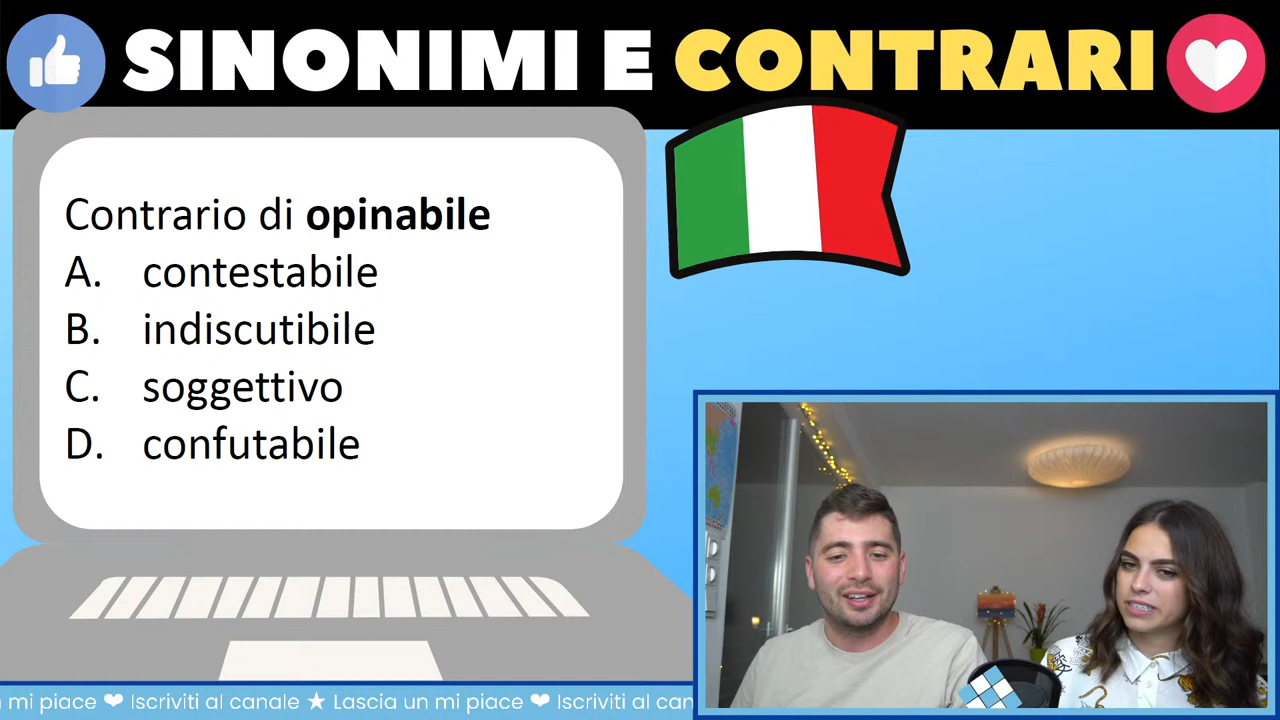 SINONIMI E CONTRARI
Contrario di opinabile
A. contestabile
B. indiscutibile
C. soggettivo
D. confutabile
mi piace ❤ Iscriviti al canale ★ Lascia un mi piace ❤ Iscriviti al can